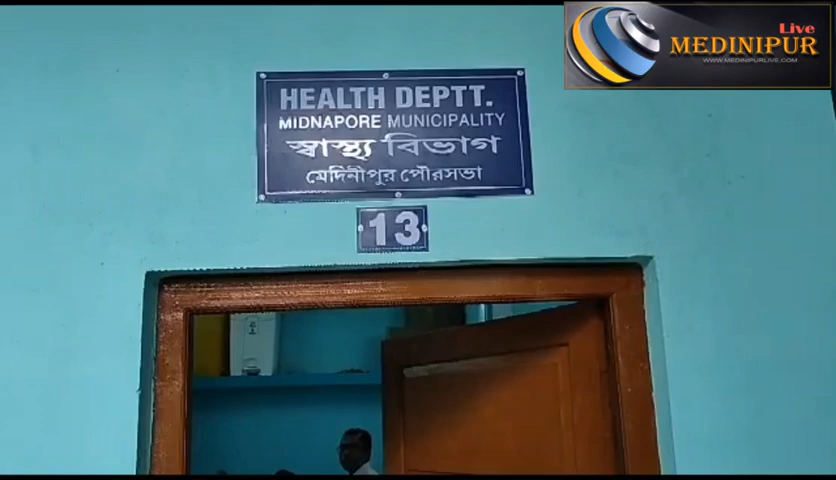 HEALTH DEPTT.
MIDNAPORE MUNICIPALITY
স্বাস্থ্য বিভাগ
মেদিনীপুর পৌরসভা
13
Live
MEDINIPUR
WWW.MEDINIPURLIVE.COM